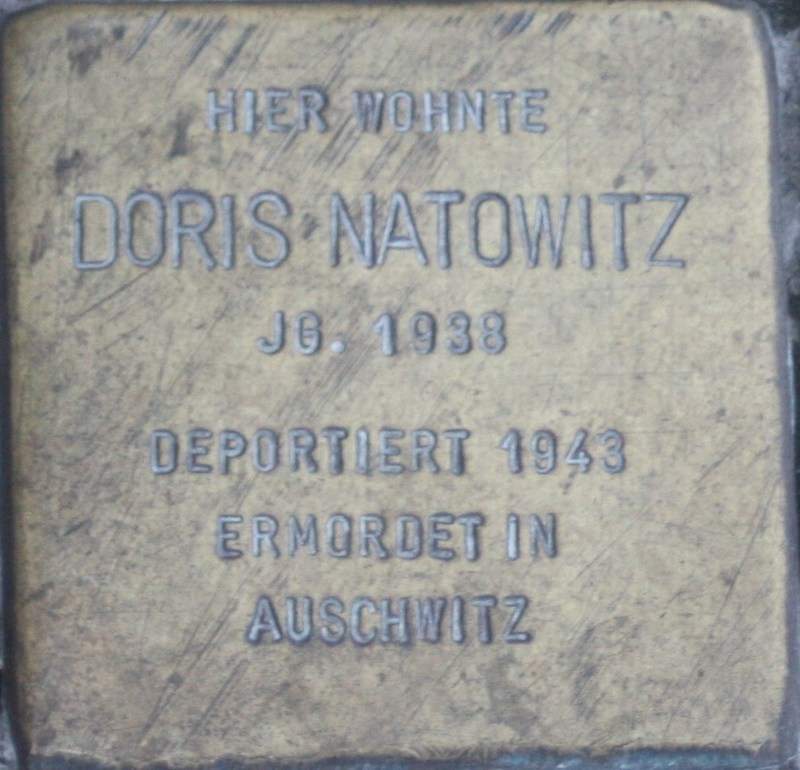 HIER WOHNTE
DORIS NATOWITZ
JG. 1938
DEPORTIERT 1943
ERMORDET IN
AUSCHWITZ